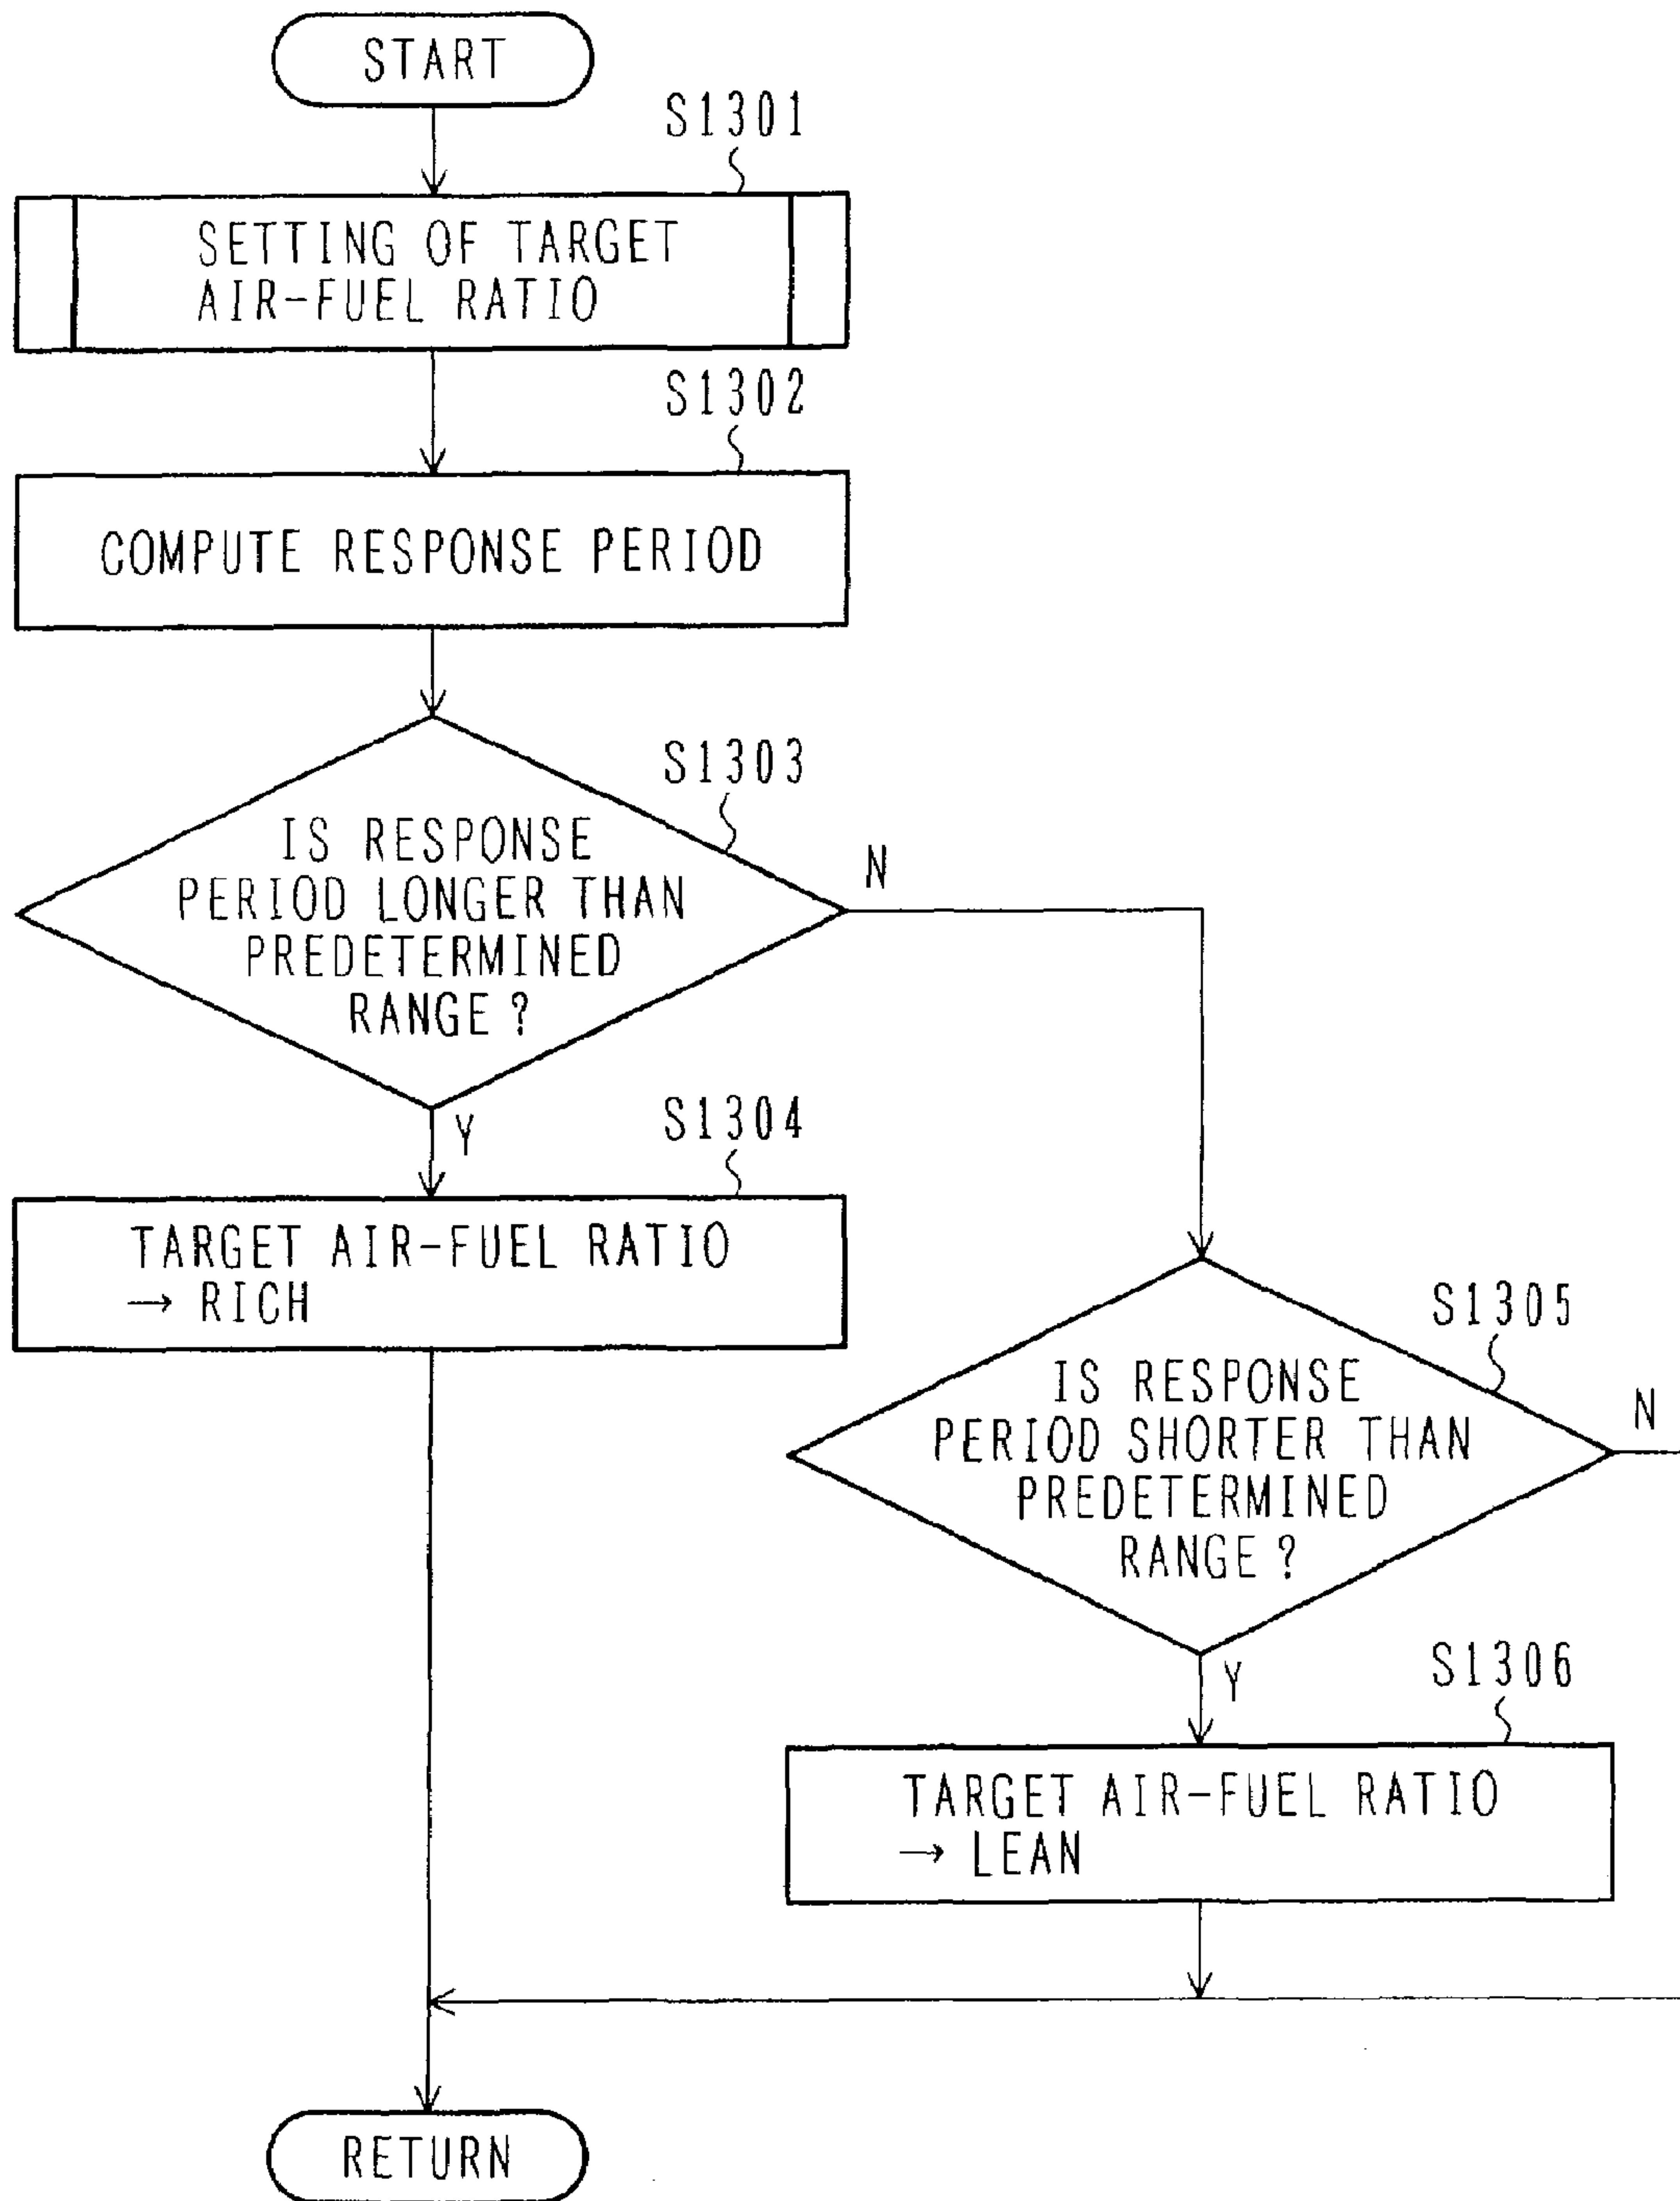 START
S1301
SETTING OF TARGET
AIR-FUEL RATIO
S1302
COMPUTE RESPONSE PERIOD
S1303
IS RESPONSE
PERIOD LONGER THAN
PREDETERMINED
RANGE?
N
Y
S1304
TARGET AIR-FUEL RATIO
→ RICH
S1305
IS RESPONSE
PERIOD SHORTER THAN
PREDETERMINED
RANGE?
N
Y
S1306
TARGET AIR-FUEL RATIO
→ LEAN
RETURN